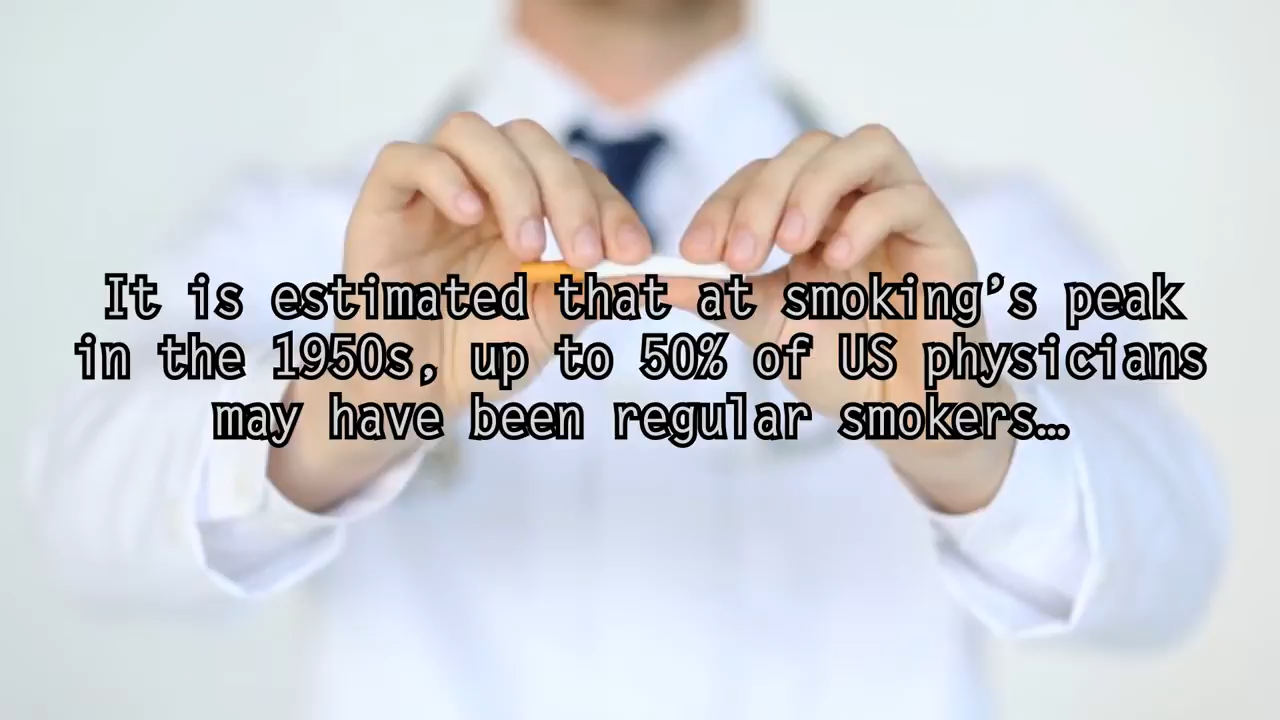 It is estimated that at smoking’s peak
in the 1950s, up to 50% of US physicians
may have been regular smokers…